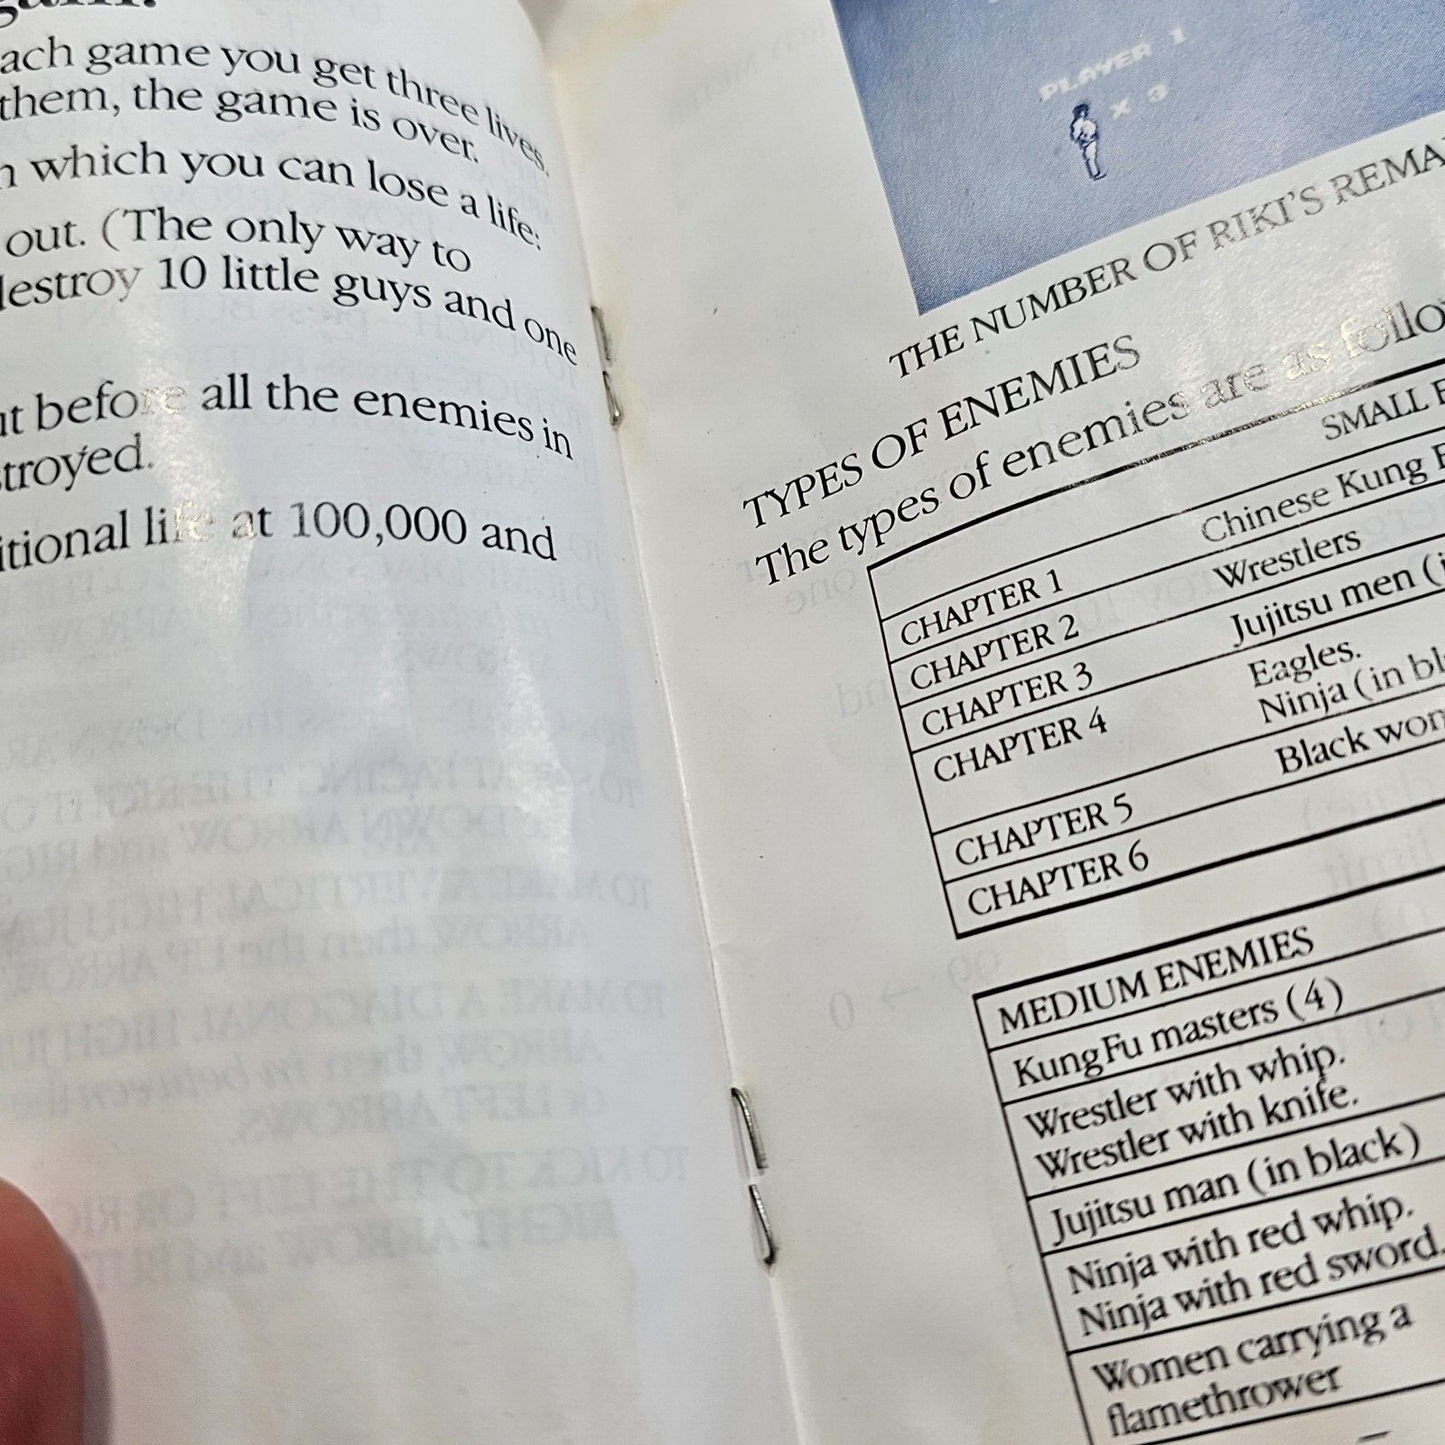 ach game you get three lives.
them, the game is over.
n which you can lose a life:
out. (The only way to
destroy 10 little guys and one
ut before all the enemies in
stroyed.
itional life at 100,000 and
PLAYER 1
x 3
THE NUMBER OF RIKI'S REMA
TYPES OF ENEMIES
The types of enemies are as follo
SMALL E
CHAPTER 1 Chinese Kung F
CHAPTER 2 Wrestlers
CHAPTER 3 Jujitsu men (i
CHAPTER 4 Eagles.
Ninja (in bla
CHAPTER 5 Black wom
CHAPTER 6
MEDIUM ENEMIES
Kung Fu masters (4)
Wrestler with whip.
Wrestler with knife.
Jujitsu man (in black)
Ninja with red whip.
Ninja with red sword.
Women carrying a
flamethrower